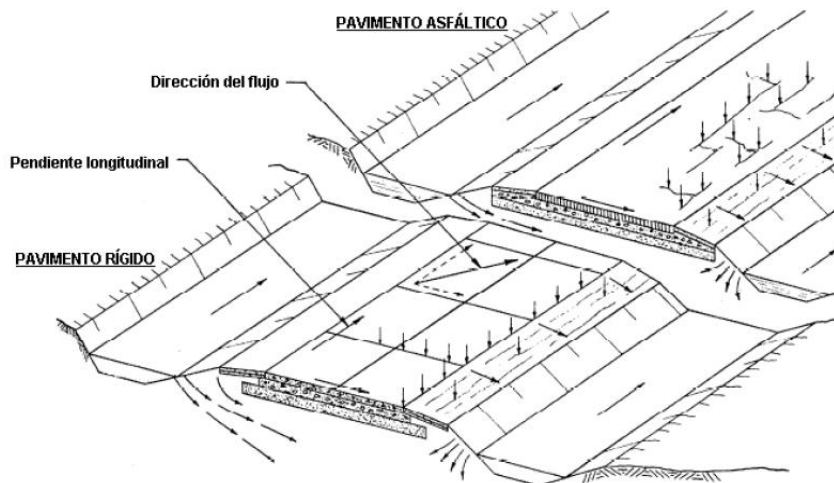 PAVIMENTO ASFÁLTICO
Dirección del flujo
Pendiente longitudinal
PAVIMENTO RÍGIDO